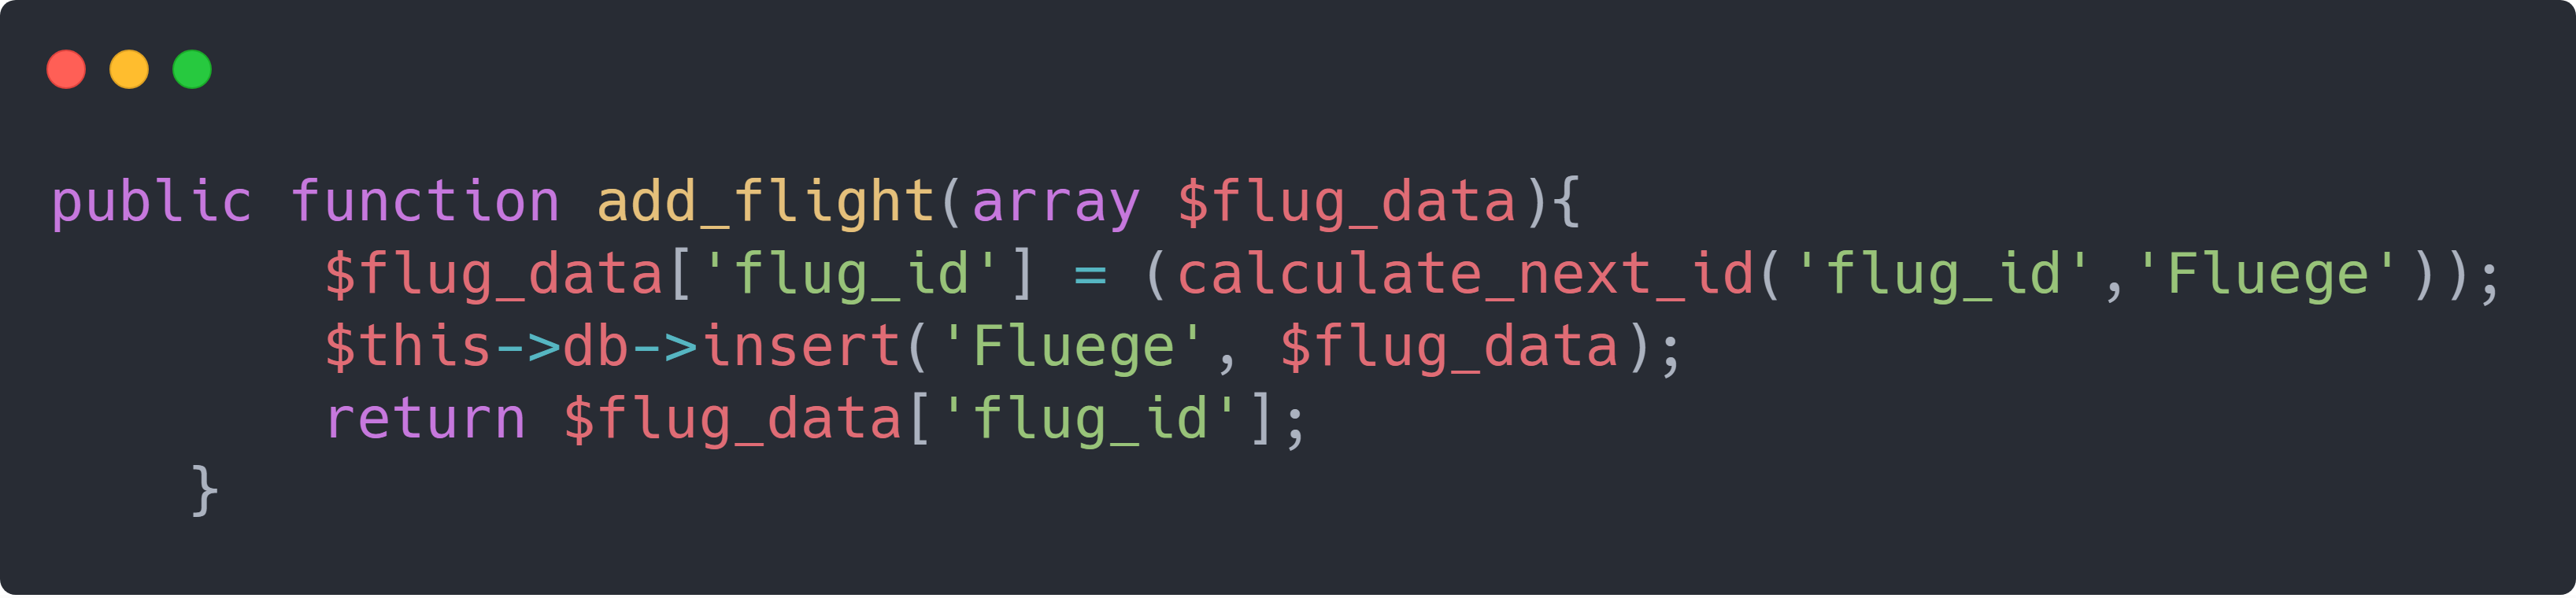 public function add_flight(array $flug_data){
        $flug_data['flug_id'] = (calculate_next_id('flug_id','Fluege'));
        $this->db->insert('Fluege', $flug_data);
        return $flug_data['flug_id'];
    }